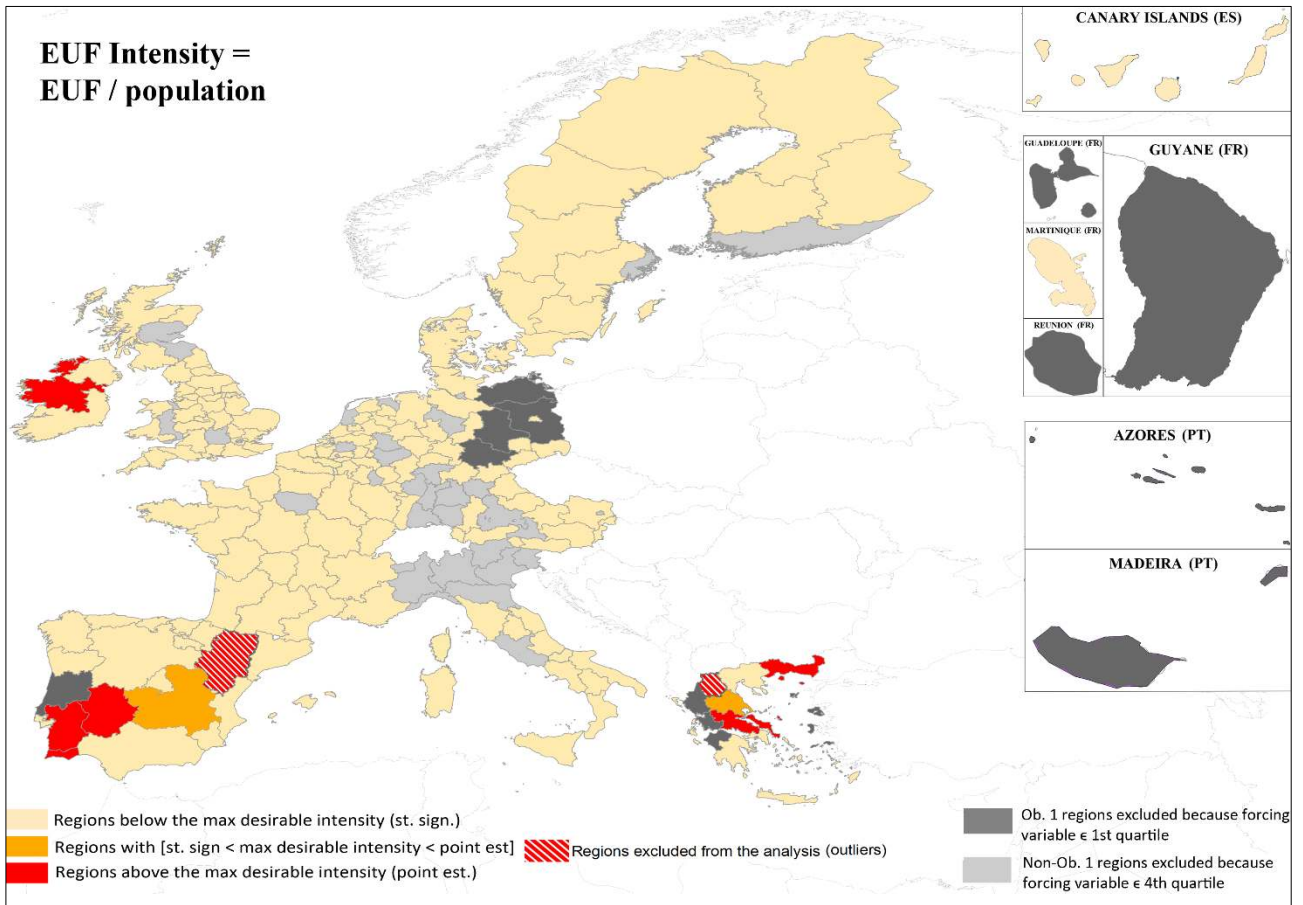 EUF Intensity =
EUF / population
CANARY ISLANDS (ES)
GUADELOUPE (FR)
GUYANE (FR)
MARTINIQUE (FR)
REUNION (FR)
AZORES (PT)
MADEIRA (PT)
Regions below the max desirable intensity (st. sign.)
Regions with [st. sign < max desirable intensity < point est]
Regions above the max desirable intensity (point est.)
Regions excluded from the analysis (outliers)
Ob. 1 regions excluded because forcing
variable ϵ 1st quartile
Non-Ob. 1 regions excluded because
forcing variable ϵ 4th quartile